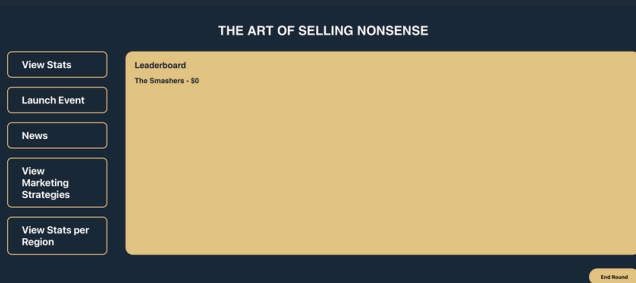 THE ART OF SELLING NONSENSE
View Stats
Launch Event
News
View
Marketing
Strategies
View Stats per
Region
Leaderboard
The Smashers - $0
End Round